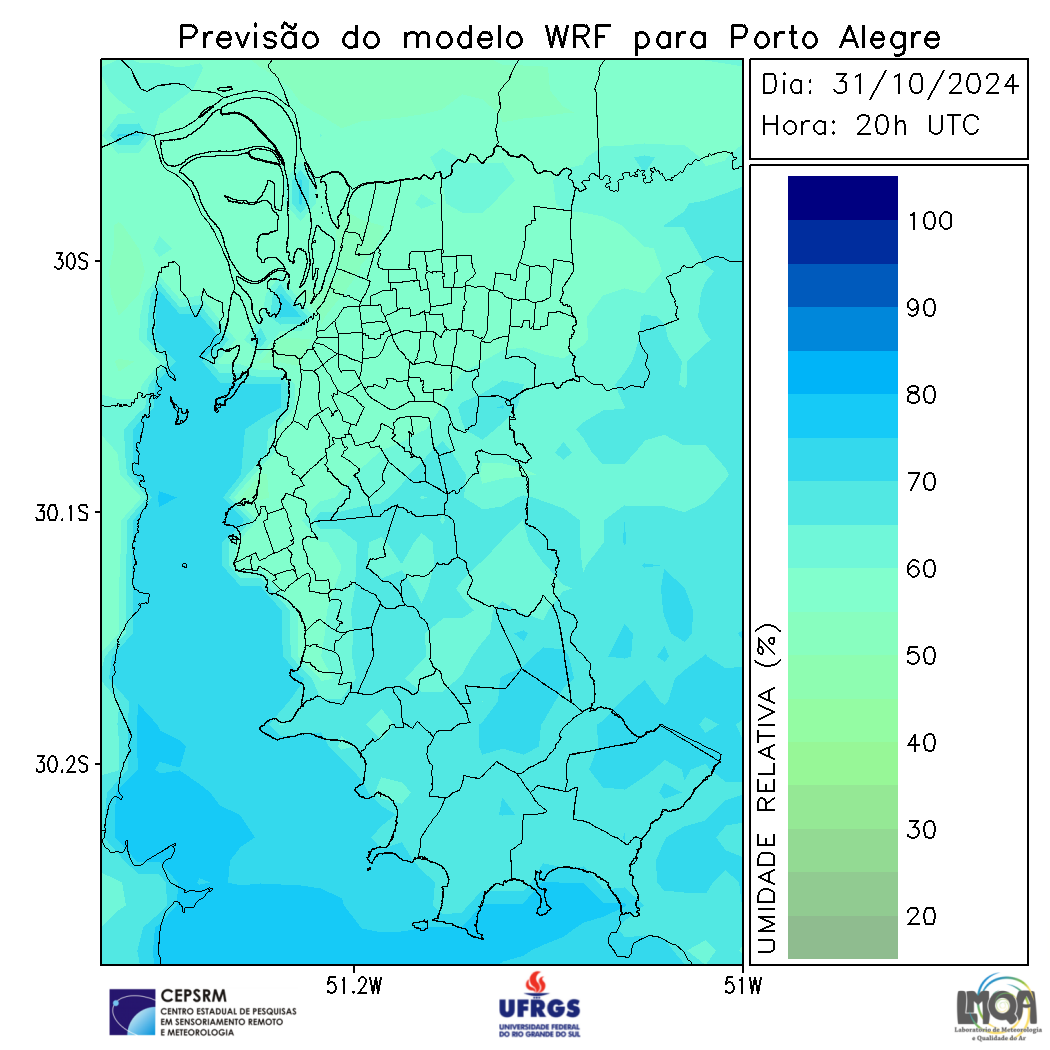 Previsão do modelo WRF para Porto Alegre
Dia: 31/10/2024
Hora: 20h UTC
100
90
80
70
60
50
40
30
20
UMIDADE RELATIVA (%)
30S
30.1S
30.2S
51.2W
51W
CEPSRM
CENTRO ESTADUAL DE PESQUISAS
EM SENSORIAMENTO REMOTO
E METEOROLOGIA
UFRGS
UNIVERSIDADE FEDERAL
DO RIO GRANDE DO SUL
LMQA
Laboratório de Meteorologia
e Qualidade do Ar